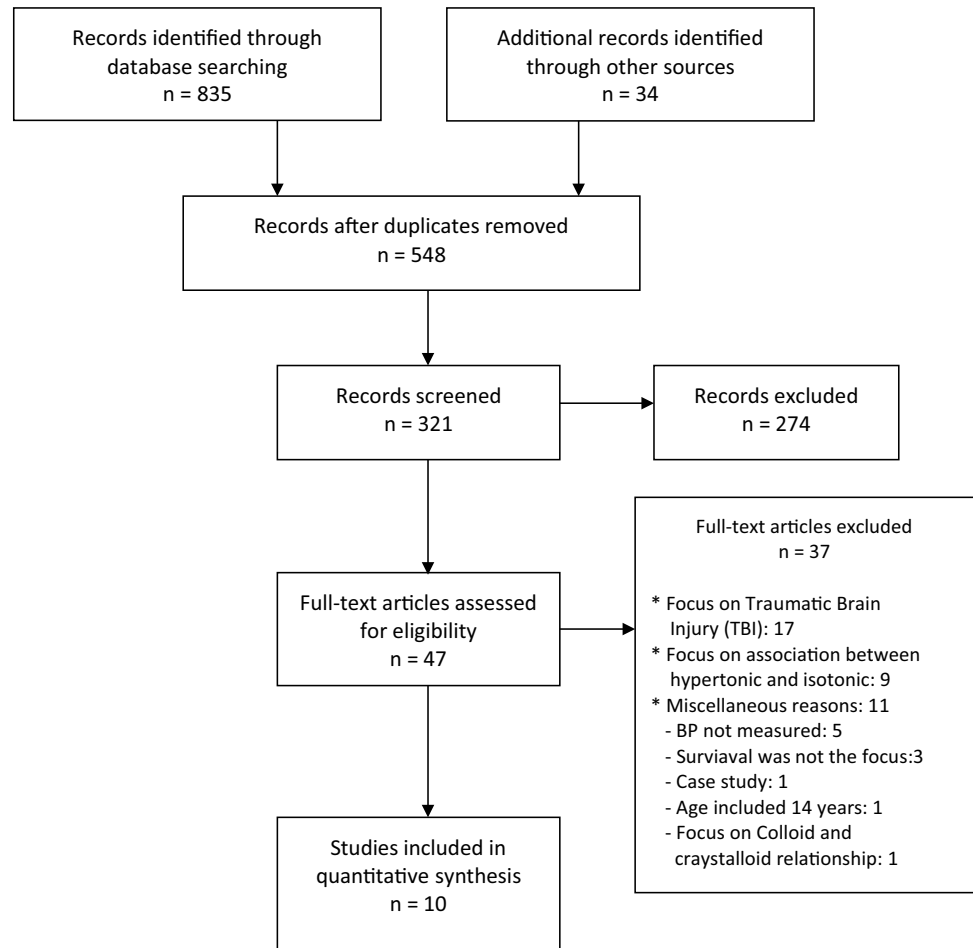 Records identified through
database searching
n = 835
Additional records identified
through other sources
n = 34
Records after duplicates removed
n = 548
Records screened
n = 321
Records excluded
n = 274
Full-text articles assessed
for eligibility
n = 47
Full-text articles excluded
n = 37
* Focus on Traumatic Brain
Injury (TBI): 17
* Focus on association between
hypertonic and isotonic: 9
* Miscellaneous reasons: 11
- BP not measured: 5
- Surviaval was not the focus:3
- Case study: 1
- Age included 14 years: 1
- Focus on Colloid and
craystalloid relationship: 1
Studies included in
quantitative synthesis
n = 10